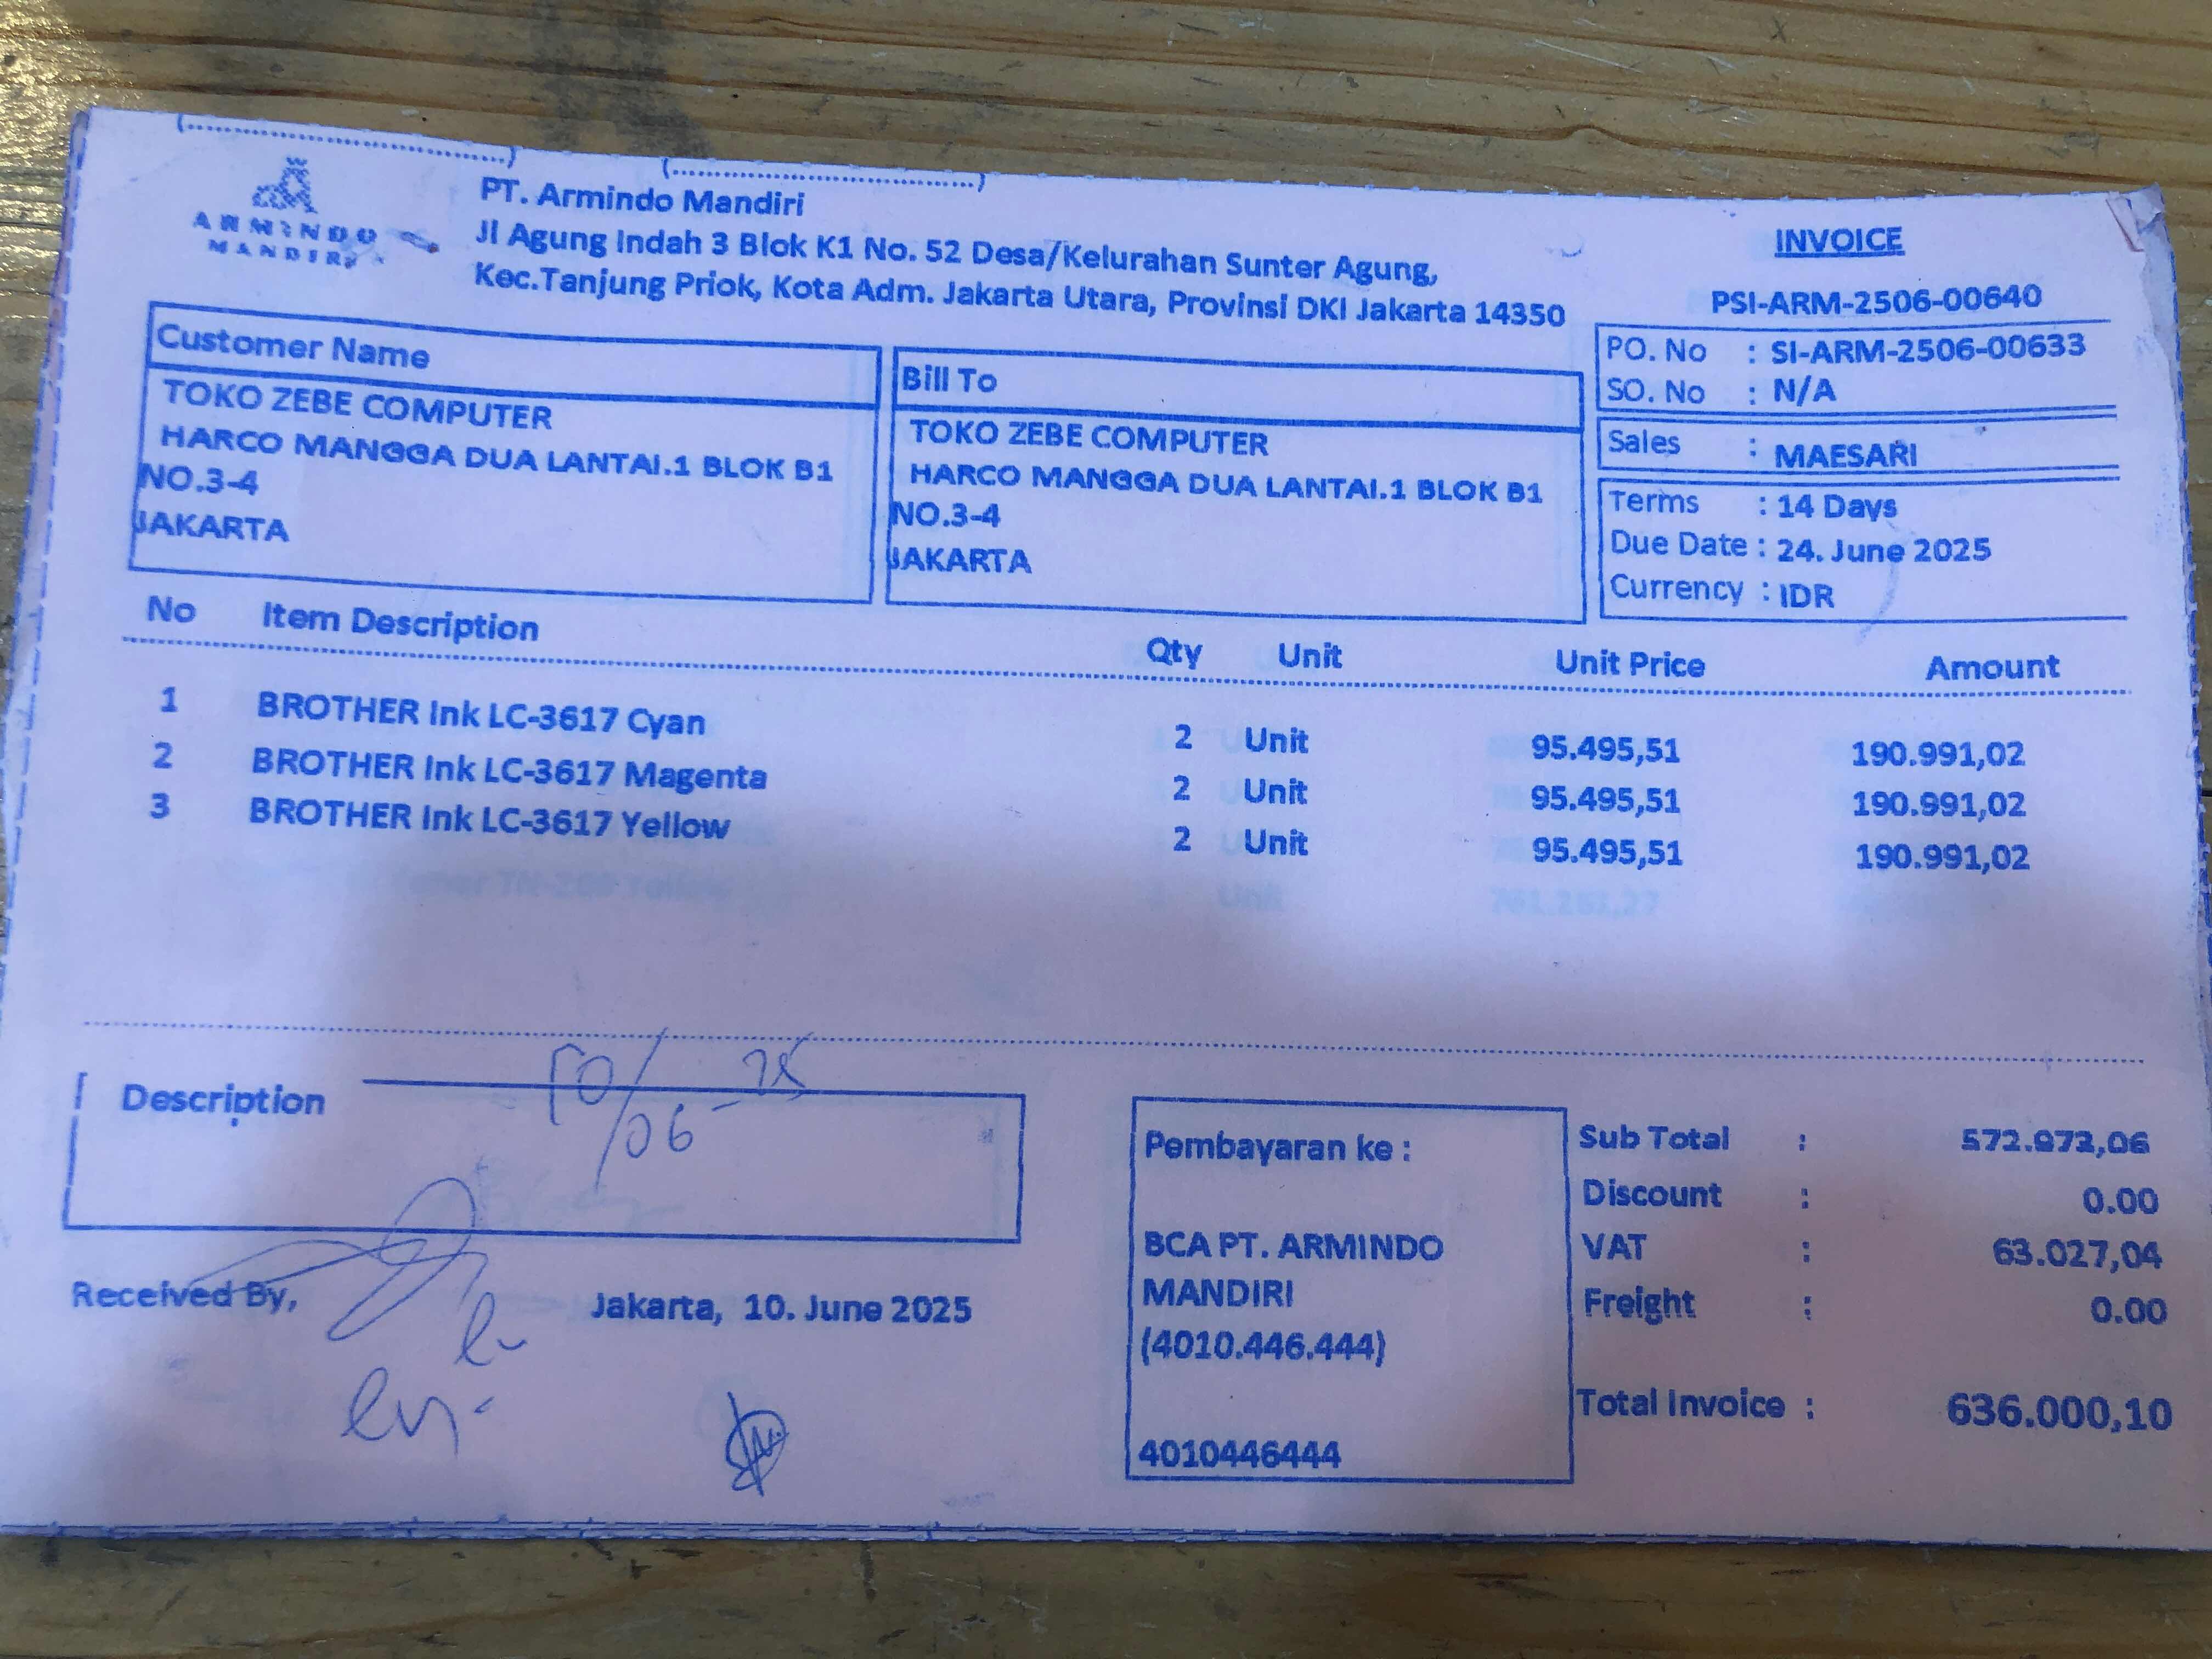 ARMINDO
MANDIRI
PT. Armindo Mandiri
Jl Agung Indah 3 Blok K1 No. 52 Desa/Kelurahan Sunter Agung,
Kec.Tanjung Priok, Kota Adm. Jakarta Utara, Provinsi DKI Jakarta 14350
INVOICE
PSI-ARM-2506-00640
PO. No : SI-ARM-2506-00633
SO. No : N/A
Sales : MAESARI
Terms : 14 Days
Due Date : 24. June 2025
Currency : IDR
Customer Name
TOKO ZEBE COMPUTER
HARCO MANGGA DUA LANTAI.1 BLOK B1
NO.3-4
JAKARTA
Bill To
TOKO ZEBE COMPUTER
HARCO MANGGA DUA LANTAI.1 BLOK B1
NO.3-4
JAKARTA
No Item Description Qty Unit Unit Price Amount
1 BROTHER Ink LC-3617 Cyan 2 Unit 95.495,51 190.991,02
2 BROTHER Ink LC-3617 Magenta 2 Unit 95.495,51 190.991,02
3 BROTHER Ink LC-3617 Yellow 2 Unit 95.495,51 190.991,02
10/06-25
Description
Received By,
Jakarta, 10. June 2025
Pembayaran ke :
BCA PT. ARMINDO
MANDIRI
(4010.446.444)
4010446444
Sub Total : 572.973,06
Discount : 0.00
VAT : 63.027,04
Freight : 0.00
Total Invoice : 636.000,10